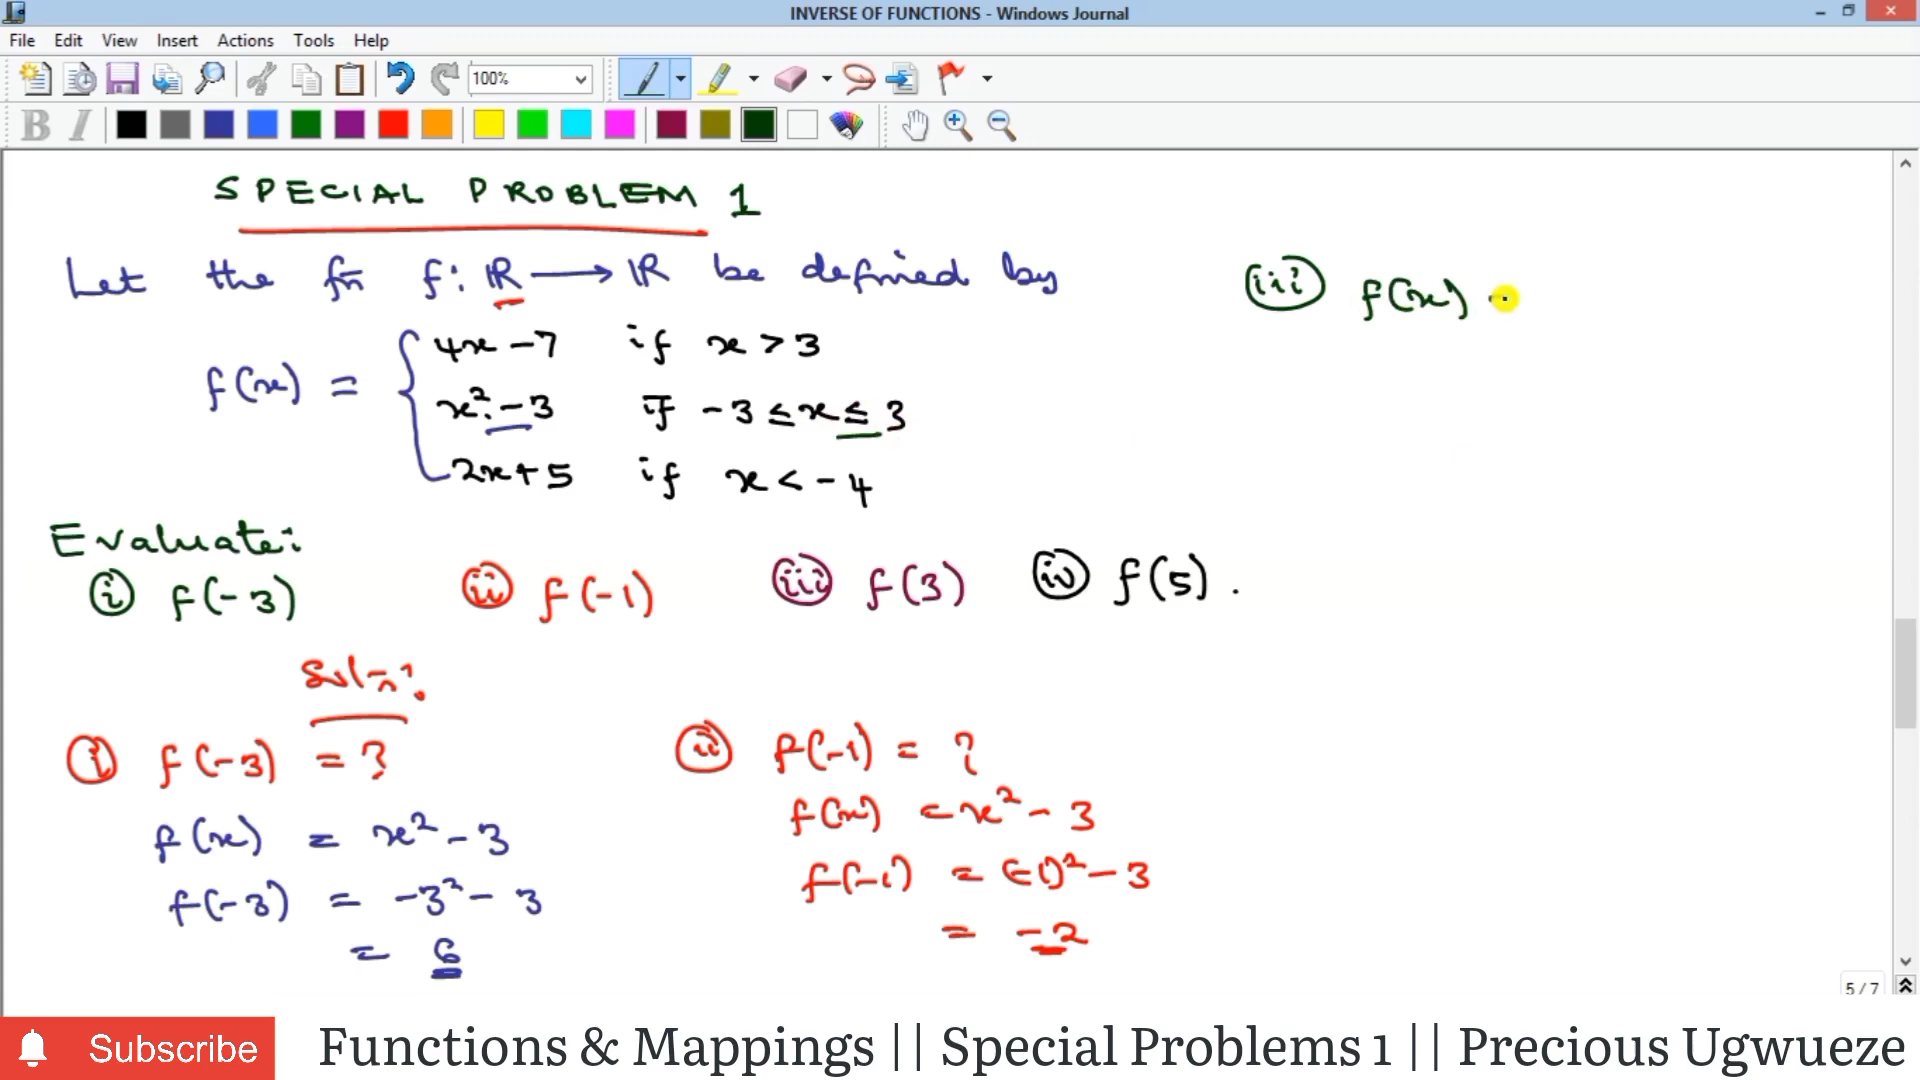 INVERSE OF FUNCTIONS - Windows Journal
File Edit View Insert Actions Tools Help
100%
B I
SPECIAL PROBLEM 1
Let the fn f: ℝ ⟶ ℝ be defined by
f(x) = { 4x - 7 if x > 3
x² - 3 if -3 ≤ x ≤ 3
2x + 5 if x < -4
Evaluate:
(i) f(-3) (ii) f(-1) (iii) f(3) (iv) f(5).
Soln:
(i) f(-3) = ?
f(x) = x² - 3
f(-3) = -3² - 3
= 6
(ii) f(-1) = ?
f(x) = x² - 3
f(-1) = (-1)² - 3
= -2
(iii) f(x)
5 / 7
Subscribe
Functions & Mappings || Special Problems 1 || Precious Ugwueze